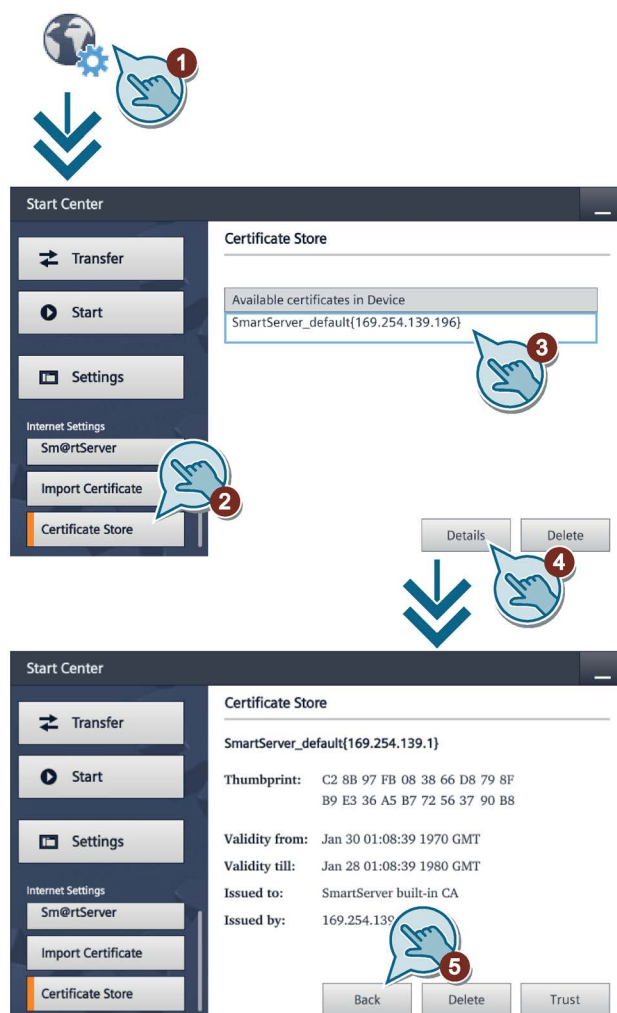 1
Start Center
Certificate Store
Transfer
Available certificates in Device
Start
SmartServer_default{169.254.139.196}
3
Settings
Internet Settings
Sm@rtServer
Import Certificate
2
Certificate Store
Details
Delete
4
Start Center
Certificate Store
Transfer
SmartServer_default{169.254.139.1}
Start
Thumbprint: C2 8B 97 FB 08 38 66 D8 79 8F
B9 E3 36 A5 B7 72 56 37 90 B8
Settings
Validity from: Jan 30 01:08:39 1970 GMT
Validity till: Jan 28 01:08:39 1980 GMT
Internet Settings
Issued to: SmartServer built-in CA
Sm@rtServer
Issued by: 169.254.139
Import Certificate
5
Certificate Store
Back
Delete
Trust